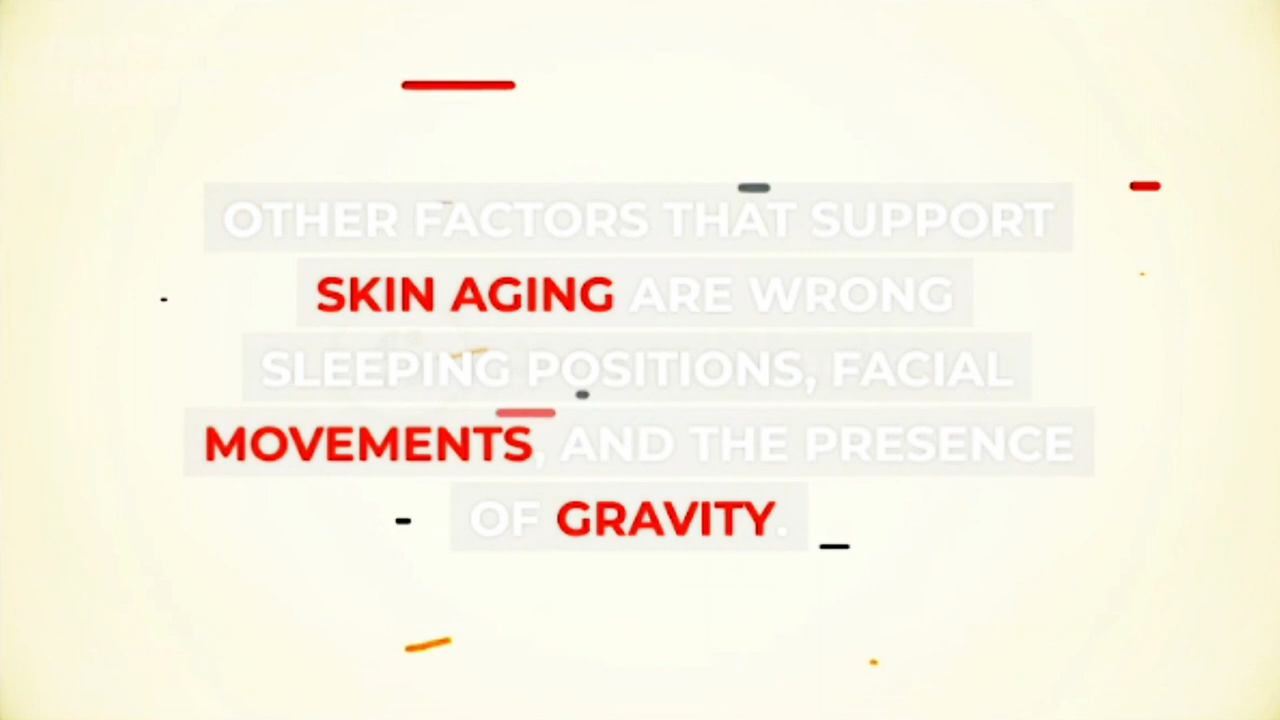 OTHER FACTORS THAT SUPPORT
SKIN AGING ARE WRONG
SLEEPING POSITIONS, FACIAL
MOVEMENTS, AND THE PRESENCE
OF GRAVITY.